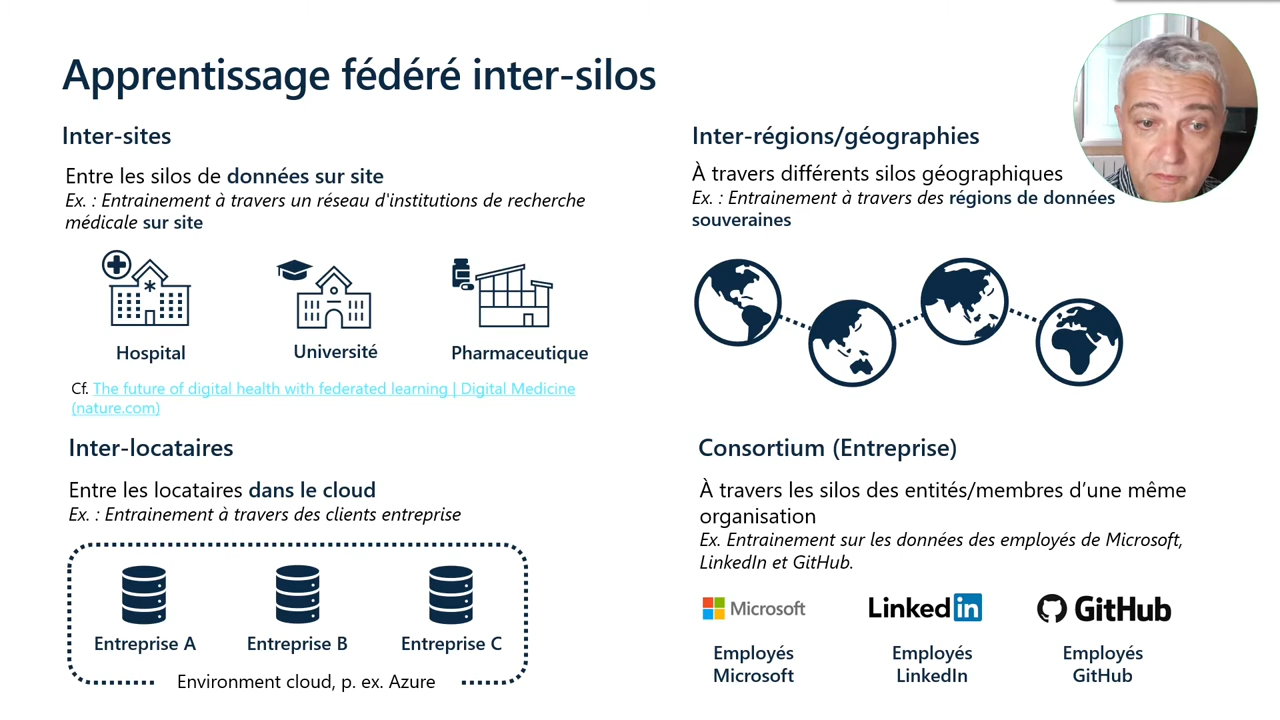 Apprentissage fédéré inter-silos
Inter-sites
Entre les silos de données sur site
Ex. : Entrainement à travers un réseau d'institutions de recherche
médicale sur site
Hospital
Université
Pharmaceutique
Cf. The future of digital health with federated learning | Digital Medicine
(nature.com)
Inter-régions/géographies
À travers différents silos géographiques
Ex. : Entrainement à travers des régions de données
souveraines
Inter-locataires
Entre les locataires dans le cloud
Ex. : Entrainement à travers des clients entreprise
Entreprise A
Entreprise B
Entreprise C
Environment cloud, p. ex. Azure
Consortium (Entreprise)
À travers les silos des entités/membres d’une même
organisation
Ex. Entrainement sur les données des employés de Microsoft,
LinkedIn et GitHub.
Microsoft
Linkedin
GitHub
Employés
Microsoft
Employés
LinkedIn
Employés
GitHub